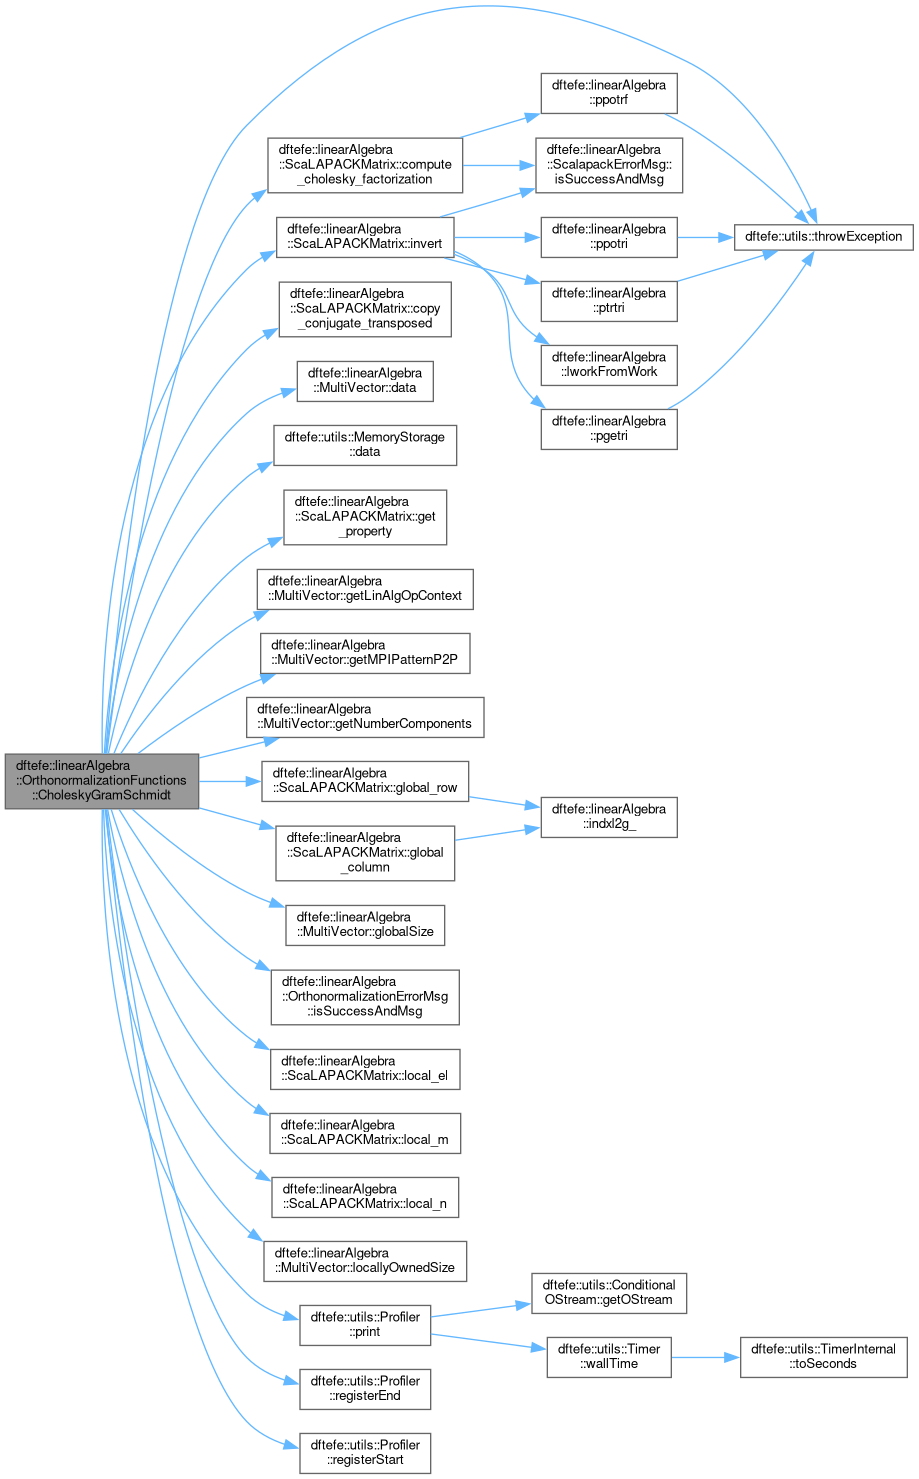 dftefe::linearAlgebra
::OrthonormalizationFunctions
::CholeskyGramSchmidt
dftefe::linearAlgebra
::ScaLAPACKMatrix::compute
_cholesky_factorization
dftefe::linearAlgebra
::ScaLAPACKMatrix::invert
dftefe::linearAlgebra
::ScaLAPACKMatrix::copy
_conjugate_transposed
dftefe::linearAlgebra
::MultiVector::data
dftefe::utils::MemoryStorage
::data
dftefe::linearAlgebra
::ScaLAPACKMatrix::get
_property
dftefe::linearAlgebra
::MultiVector::getLinAlgOpContext
dftefe::linearAlgebra
::MultiVector::getMPIPatternP2P
dftefe::linearAlgebra
::MultiVector::getNumberComponents
dftefe::linearAlgebra
::ScaLAPACKMatrix::global_row
dftefe::linearAlgebra
::ScaLAPACKMatrix::global
_column
dftefe::linearAlgebra
::MultiVector::globalSize
dftefe::linearAlgebra
::OrthonormalizationErrorMsg
::isSuccessAndMsg
dftefe::linearAlgebra
::ScaLAPACKMatrix::local_el
dftefe::linearAlgebra
::ScaLAPACKMatrix::local_m
dftefe::linearAlgebra
::ScaLAPACKMatrix::local_n
dftefe::linearAlgebra
::MultiVector::locallyOwnedSize
dftefe::utils::Profiler
::print
dftefe::utils::Profiler
::registerEnd
dftefe::utils::Profiler
::registerStart
dftefe::linearAlgebra
::ppotrf
dftefe::linearAlgebra
::ScalapackErrorMsg::
isSuccessAndMsg
dftefe::linearAlgebra
::ppotri
dftefe::linearAlgebra
::ptrtri
dftefe::linearAlgebra
::lworkFromWork
dftefe::linearAlgebra
::pgetri
dftefe::linearAlgebra
::indxl2g_
dftefe::utils::Conditional
OStream::getOStream
dftefe::utils::Timer
::wallTime
dftefe::utils::throwException
dftefe::utils::TimerInternal
::toSeconds